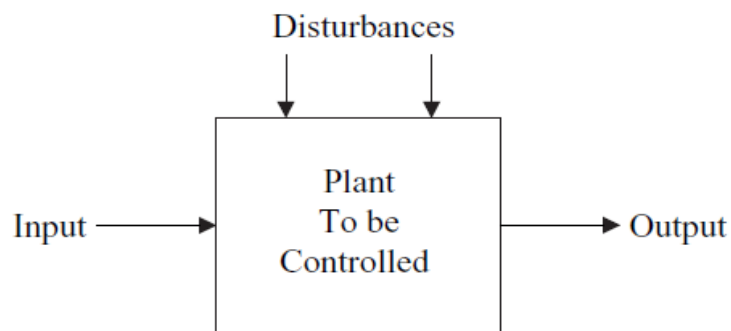 Disturbances
Plant
To be
Input
Output
Controlled